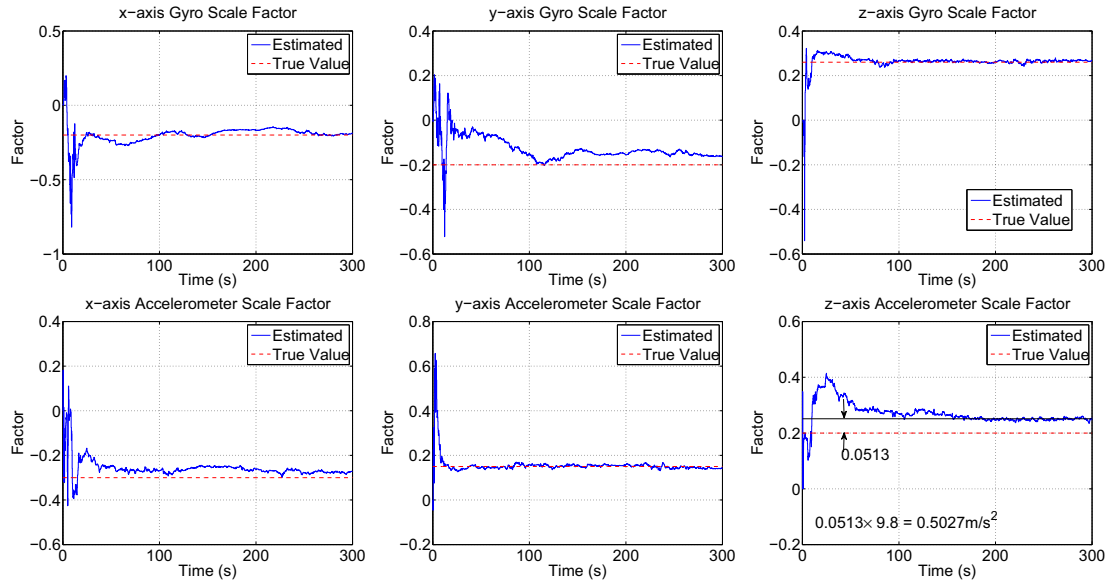 x−axis Gyro Scale Factor
0.5
0
−0.5
−1
Factor
Estimated
True Value
0 100 200 300
Time (s)
y−axis Gyro Scale Factor
0.4
0.2
0
−0.2
−0.4
−0.6
Factor
Estimated
True Value
0 100 200 300
Time (s)
z−axis Gyro Scale Factor
0.4
0.2
0
0.2
0.4
0.6
Factor
Estimated
True Value
0 100 200 300
Time (s)
x−axis Accelerometer Scale Factor
0.4
0.2
0
−0.2
−0.4
−0.6
Factor
Estimated
True Value
0 100 200 300
Time (s)
y−axis Accelerometer Scale Factor
0.8
0.6
0.4
0.2
0
−0.2
Factor
Estimated
True Value
0 100 200 300
Time (s)
z−axis Accelerometer Scale Factor
0.6
0.4
0.2
0
−0.2
Factor
Estimated
True Value
0.0513
0.0513× 9.8 = 0.5027m/s²
0 100 200 300
Time (s)